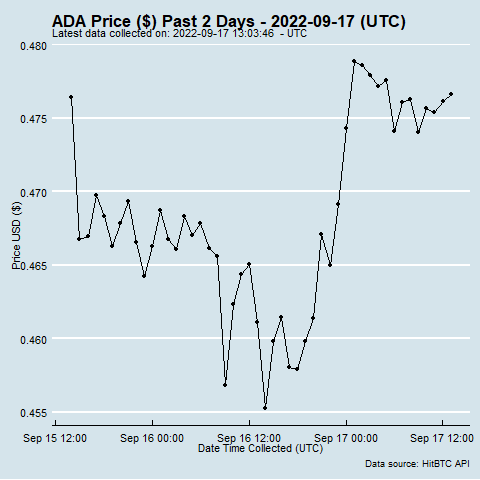 ADA Price ($) Past 2 Days - 2022-09-17 (UTC)
Latest data collected on: 2022-09-17 13:03:46 - UTC
0.480
0.475
0.470
0.465
0.460
0.455
Price USD ($)
Sep 15 12:00 Sep 16 00:00 Sep 16 12:00 Sep 17 00:00 Sep 17 12:00
Date Time Collected (UTC)
Data source: HitBTC API